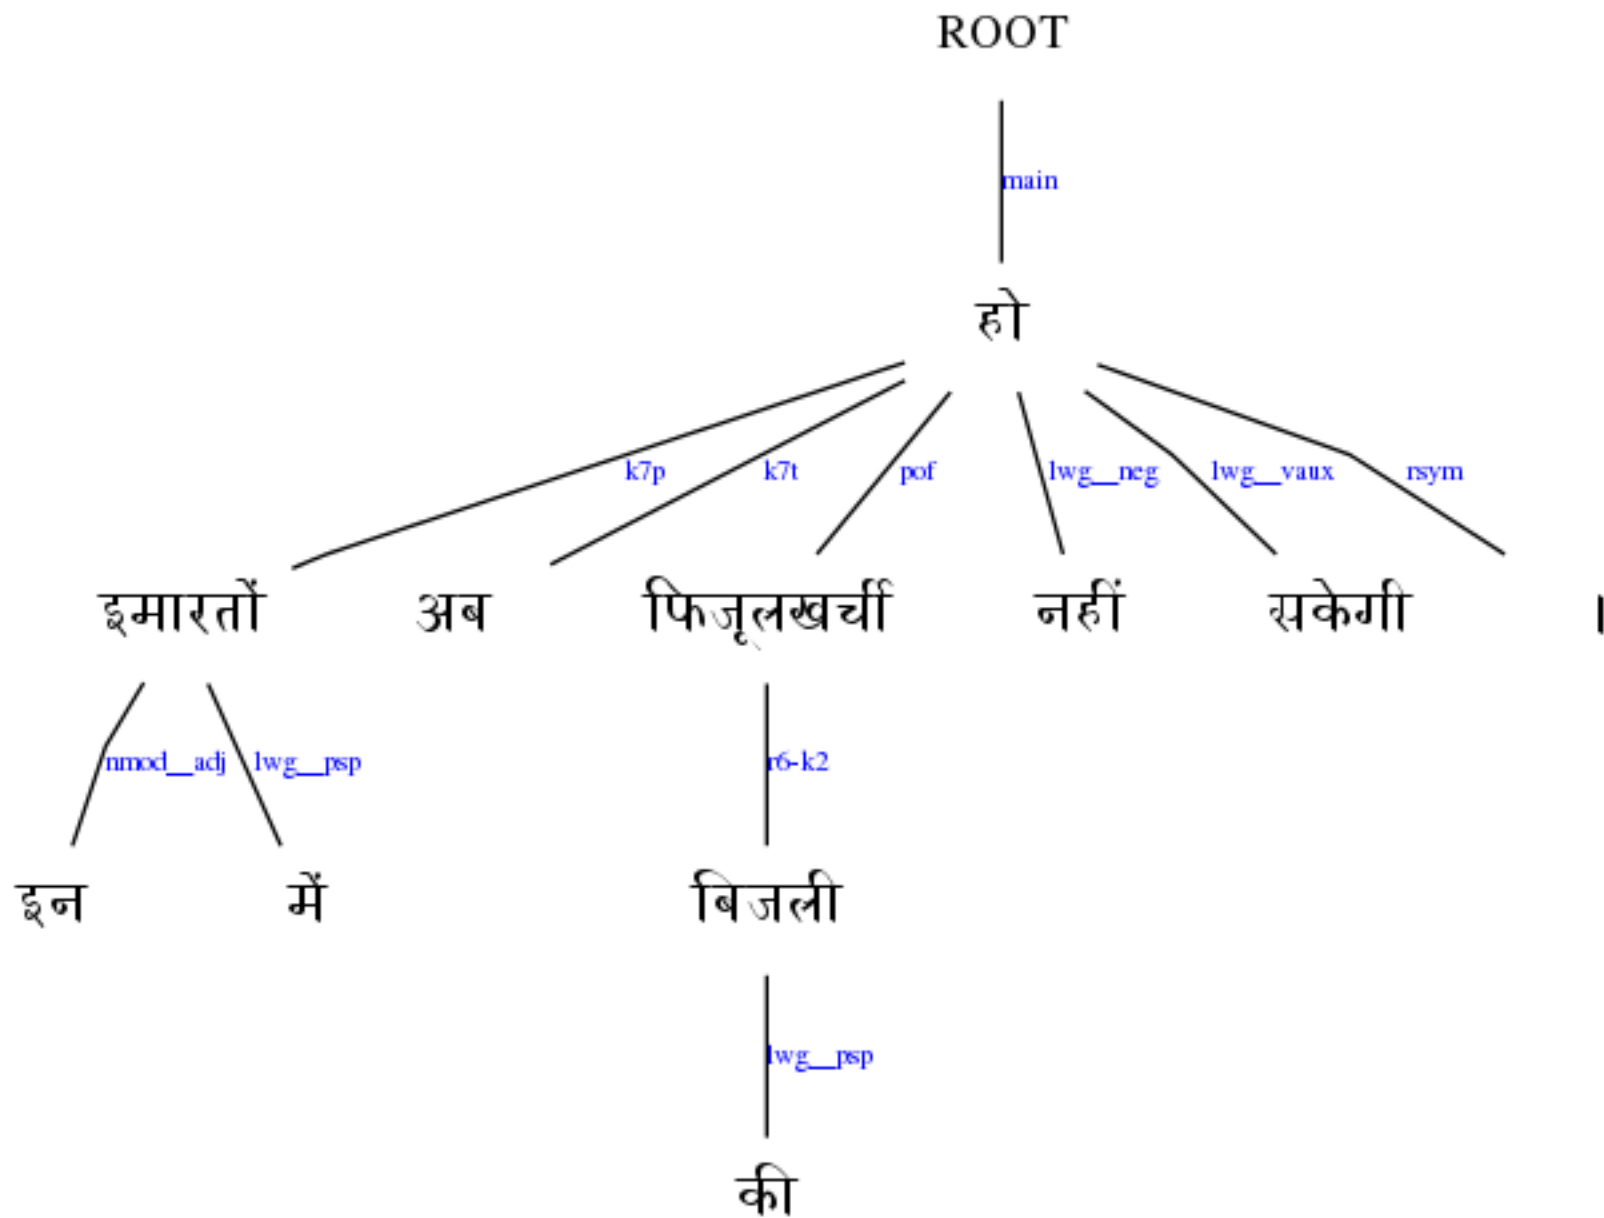 ROOT
main
हो
k7p k7t pof lwg__neg lwg__vaux rsym
इमारतों अब फिजूलखर्ची नहीं सकेगी ।
nmod__adj lwg__psp r6-k2
इन में बिजली
lwg__psp
की